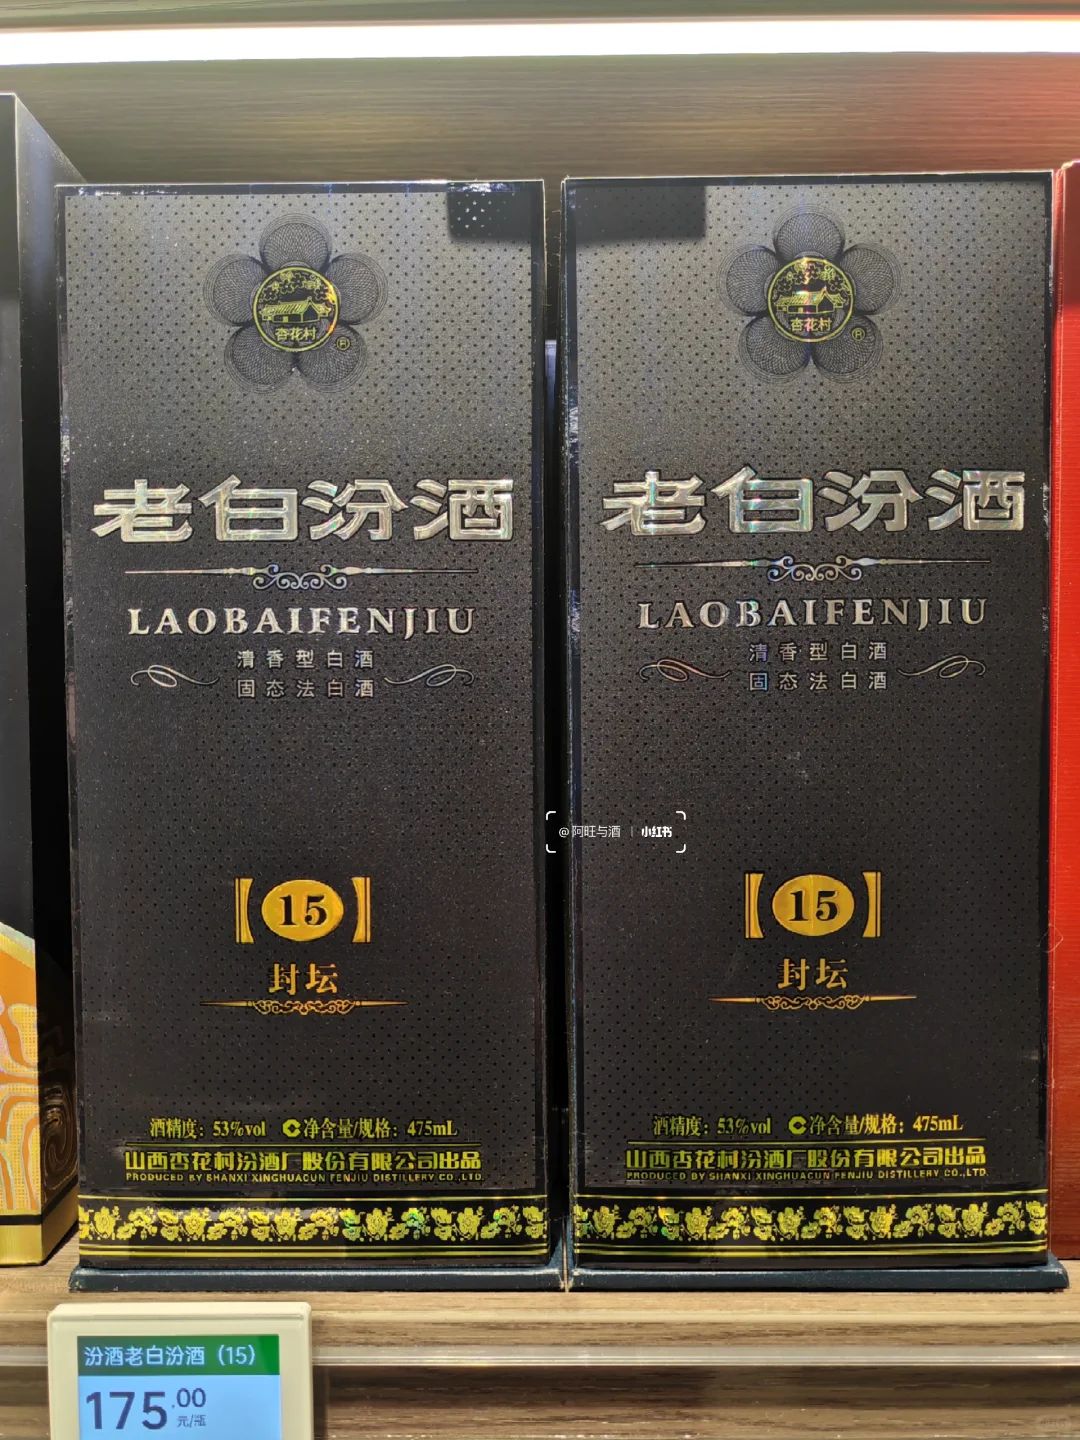 杏花村
®
老白汾酒
LAOBAIFENJIU
清香型白酒
固态法白酒
15
封坛
酒精度：53%vol 净含量/规格：475mL
山西杏花村汾酒厂股份有限公司出品
PRODUCED BY SHANXI XINGHUACUN FENJIU DISTILLERY CO.,LTD.
杏花村
®
老白汾酒
LAOBAIFENJIU
清香型白酒
固态法白酒
15
封坛
酒精度：53%vol 净含量/规格：475mL
山西杏花村汾酒厂股份有限公司出品
PRODUCED BY SHANXI XINGHUACUN FENJIU DISTILLERY CO.,LTD.
@阿旺与酒 | 小红书
汾酒老白汾酒（15）
175.00
元/瓶